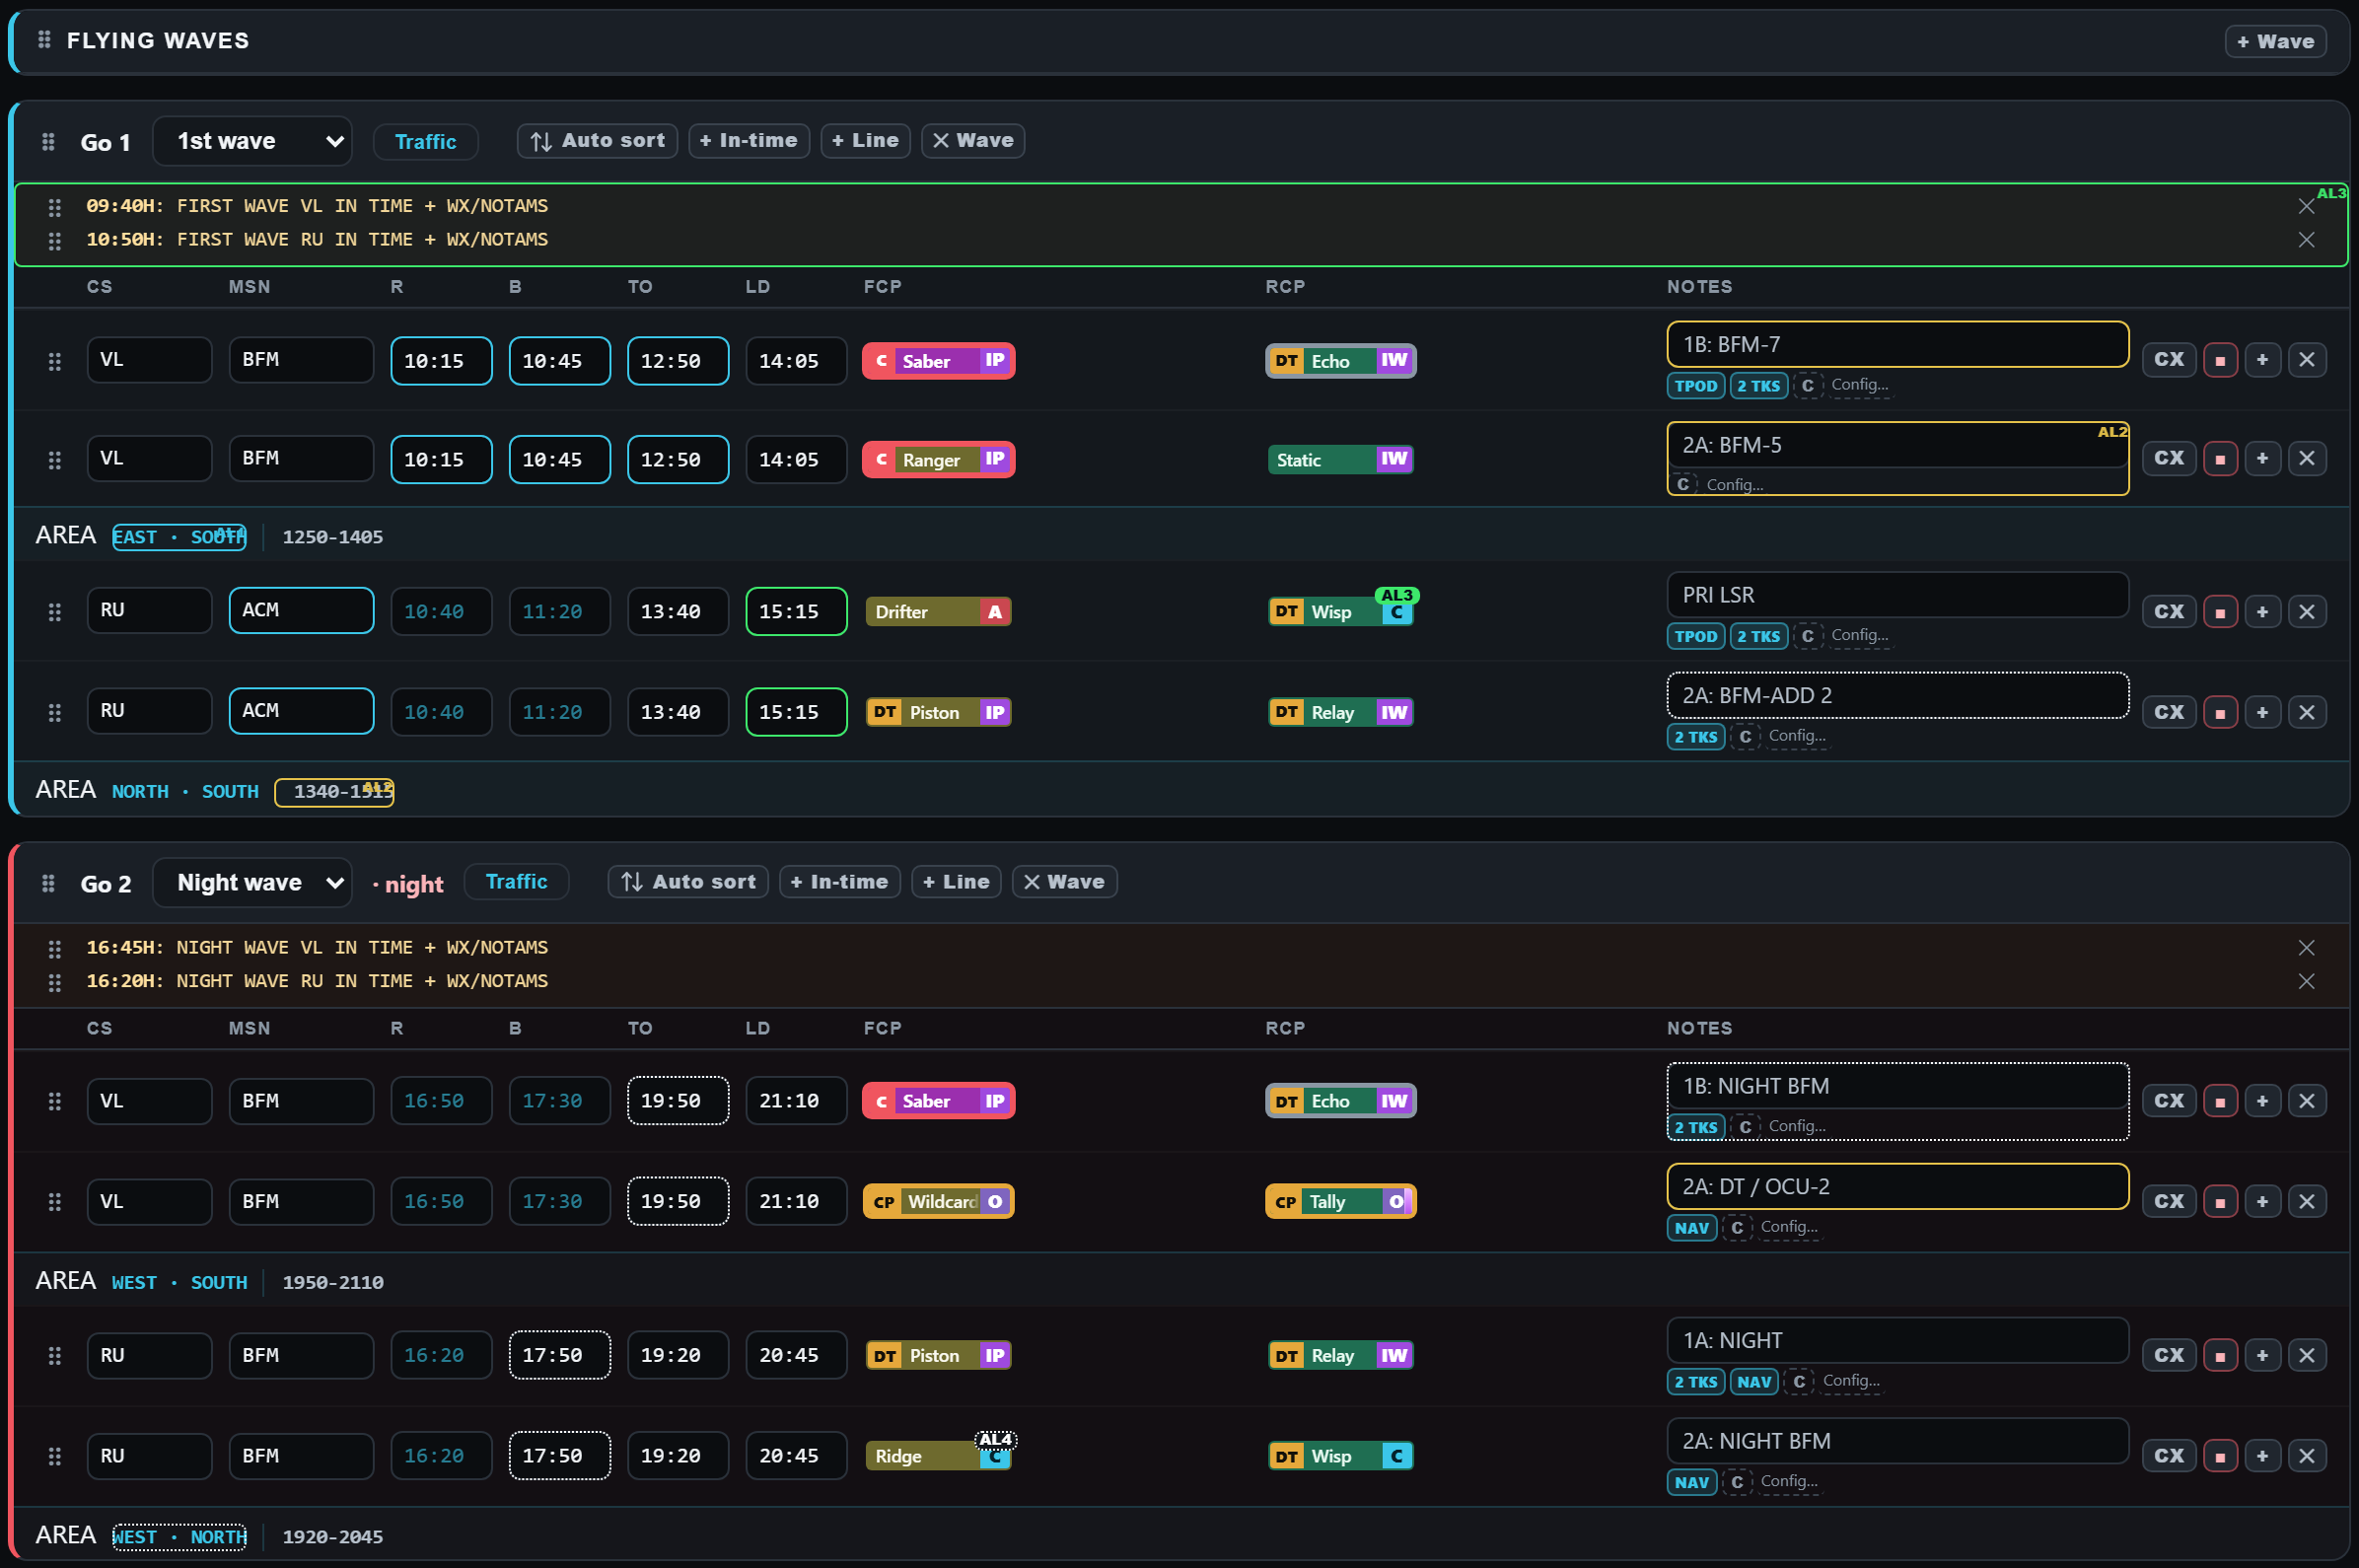 FLYING WAVES + Wave
Go 1 1st wave Traffic Auto sort + In-time + Line × Wave
AL3
09:40H: FIRST WAVE VL IN TIME + WX/NOTAMS ×
10:50H: FIRST WAVE RU IN TIME + WX/NOTAMS ×
CS MSN R B TO LD FCP RCP NOTES
VL BFM 10:15 10:45 12:50 14:05 C Saber IP DT Echo IW 1B: BFM-7 CX + ×
TPOD 2 TKS C Config...
AL2
VL BFM 10:15 10:45 12:50 14:05 C Ranger IP Static IW 2A: BFM-5 CX + ×
C Config...
AREA EAST · SOUTH 1250-1405
AL3
RU ACM 10:40 11:20 13:40 15:15 Drifter A DT Wisp C PRI LSR CX + ×
TPOD 2 TKS C Config...
RU ACM 10:40 11:20 13:40 15:15 DT Piston IP DT Relay IW 2A: BFM-ADD 2 CX + ×
2 TKS C Config...
AREA NORTH · SOUTH 1340-1515 AL2
Go 2 Night wave · night Traffic Auto sort + In-time + Line × Wave
16:45H: NIGHT WAVE VL IN TIME + WX/NOTAMS ×
16:20H: NIGHT WAVE RU IN TIME + WX/NOTAMS ×
CS MSN R B TO LD FCP RCP NOTES
VL BFM 16:50 17:30 19:50 21:10 C Saber IP DT Echo IW 1B: NIGHT BFM CX + ×
2 TKS C Config...
VL BFM 16:50 17:30 19:50 21:10 CP Wildcard O CP Tally O 2A: DT / OCU-2 CX + ×
NAV C Config...
AREA WEST · SOUTH 1950-2110
RU BFM 16:20 17:50 19:20 20:45 DT Piston IP DT Relay IW 1A: NIGHT CX + ×
2 TKS NAV C Config...
AL4
RU BFM 16:20 17:50 19:20 20:45 Ridge C DT Wisp C 2A: NIGHT BFM CX + ×
NAV C Config...
AREA WEST · NORTH 1920-2045